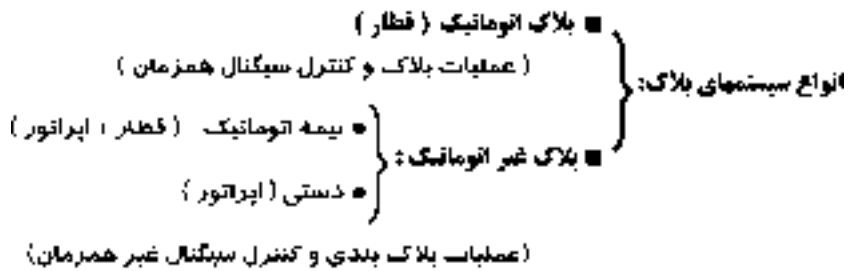 ■ بلاک اتوماتیک ( قطار )
( عملیات بلاک و کنترل سیگنال همزمان )
انواع سیستمهای بلاک:
● نیمه اتوماتیک ( قطار ، اپراتور )
■ بلاک غیر اتوماتیک :
● دستی ( اپراتور )
(عملیات بلاک بندی و کنترل سیگنال غیر همزمان)